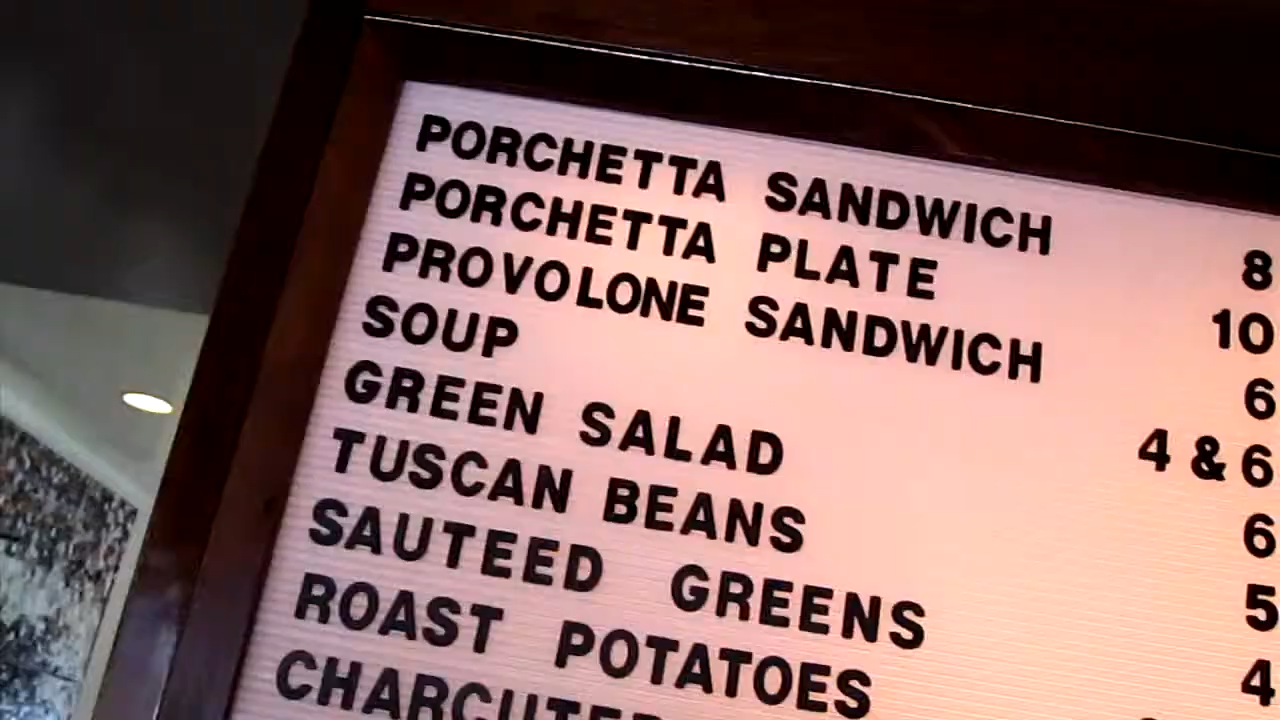 PORCHETTA SANDWICH 8
PORCHETTA PLATE 10
PROVOLONE SANDWICH 6
SOUP 4 & 6
GREEN SALAD 6
TUSCAN BEANS 5
SAUTEED GREENS 4
ROAST POTATOES